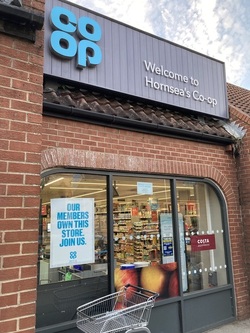 CO
OP
Welcome to
Hornsea's Co-op
OUR
MEMBERS
OWN THIS
STORE.
JOIN US.
COSTA